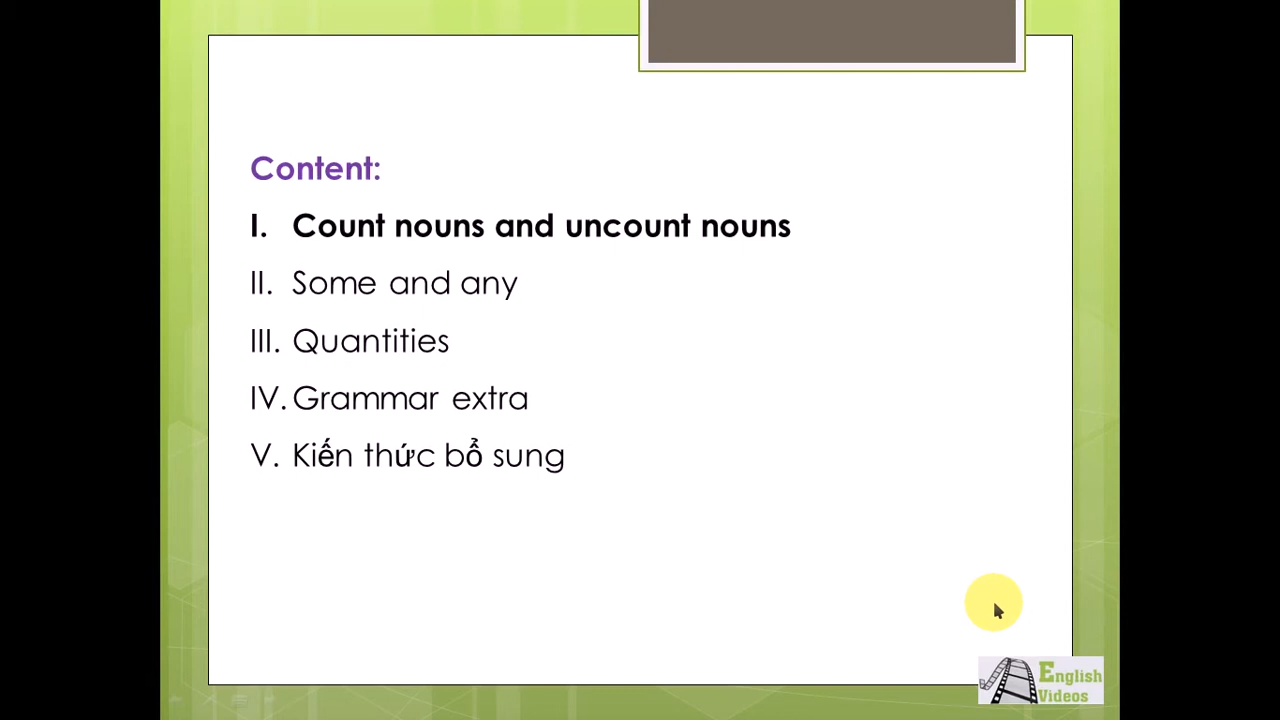 Content:
I. Count nouns and uncount nouns
II. Some and any
III. Quantities
IV. Grammar extra
V. Kiến thức bổ sung
English
Videos